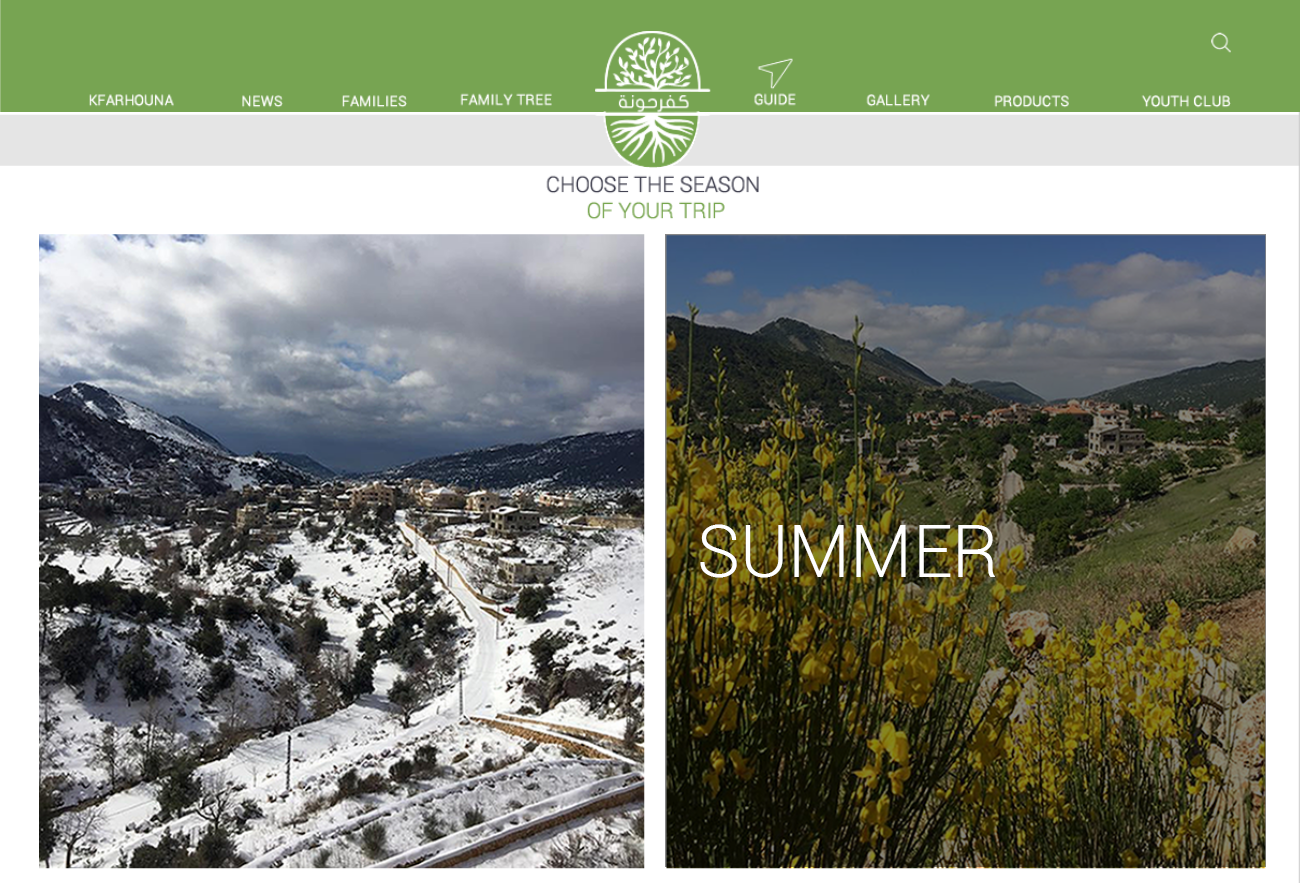 KFARHOUNA
NEWS
FAMILIES
FAMILY TREE
كفرحونة
GUIDE
GALLERY
PRODUCTS
YOUTH CLUB
CHOOSE THE SEASON
OF YOUR TRIP
SUMMER